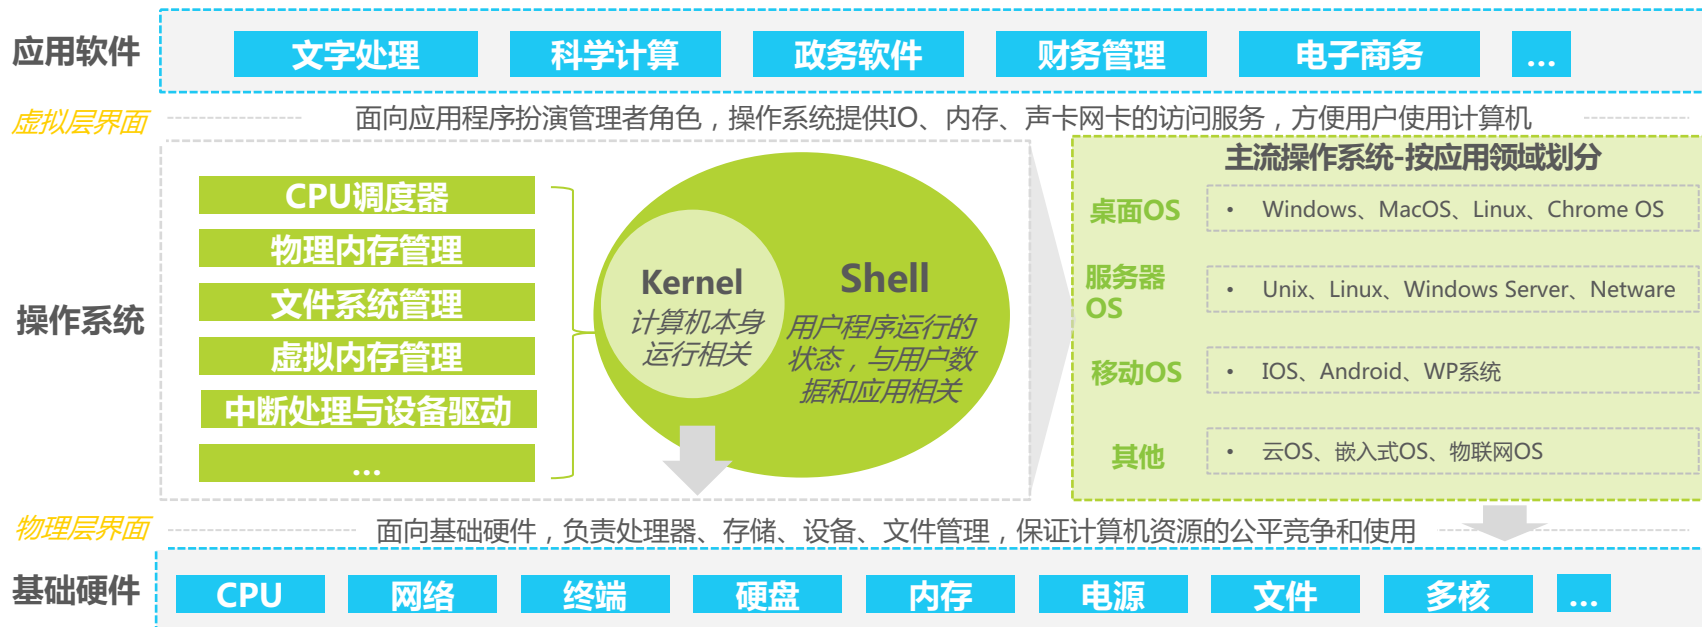 应用软件
文字处理
科学计算
政务软件
财务管理
电子商务
...
虚拟层界面
面向应用程序扮演管理者角色，操作系统提供IO、内存、声卡网卡的访问服务，方便用户使用计算机
操作系统
CPU调度器
物理内存管理
文件系统管理
虚拟内存管理
中断处理与设备驱动
...
Kernel
计算机本身
运行相关
Shell
用户程序运行的
状态，与用户数
据和应用相关
主流操作系统-按应用领域划分
桌面OS
• Windows、MacOS、Linux、Chrome OS
服务器
OS
• Unix、Linux、Windows Server、Netware
移动OS
• IOS、Android、WP系统
其他
• 云OS、嵌入式OS、物联网OS
物理层界面
面向基础硬件，负责处理器、存储、设备、文件管理，保证计算机资源的公平竞争和使用
基础硬件
CPU
网络
终端
硬盘
内存
电源
文件
多核
...